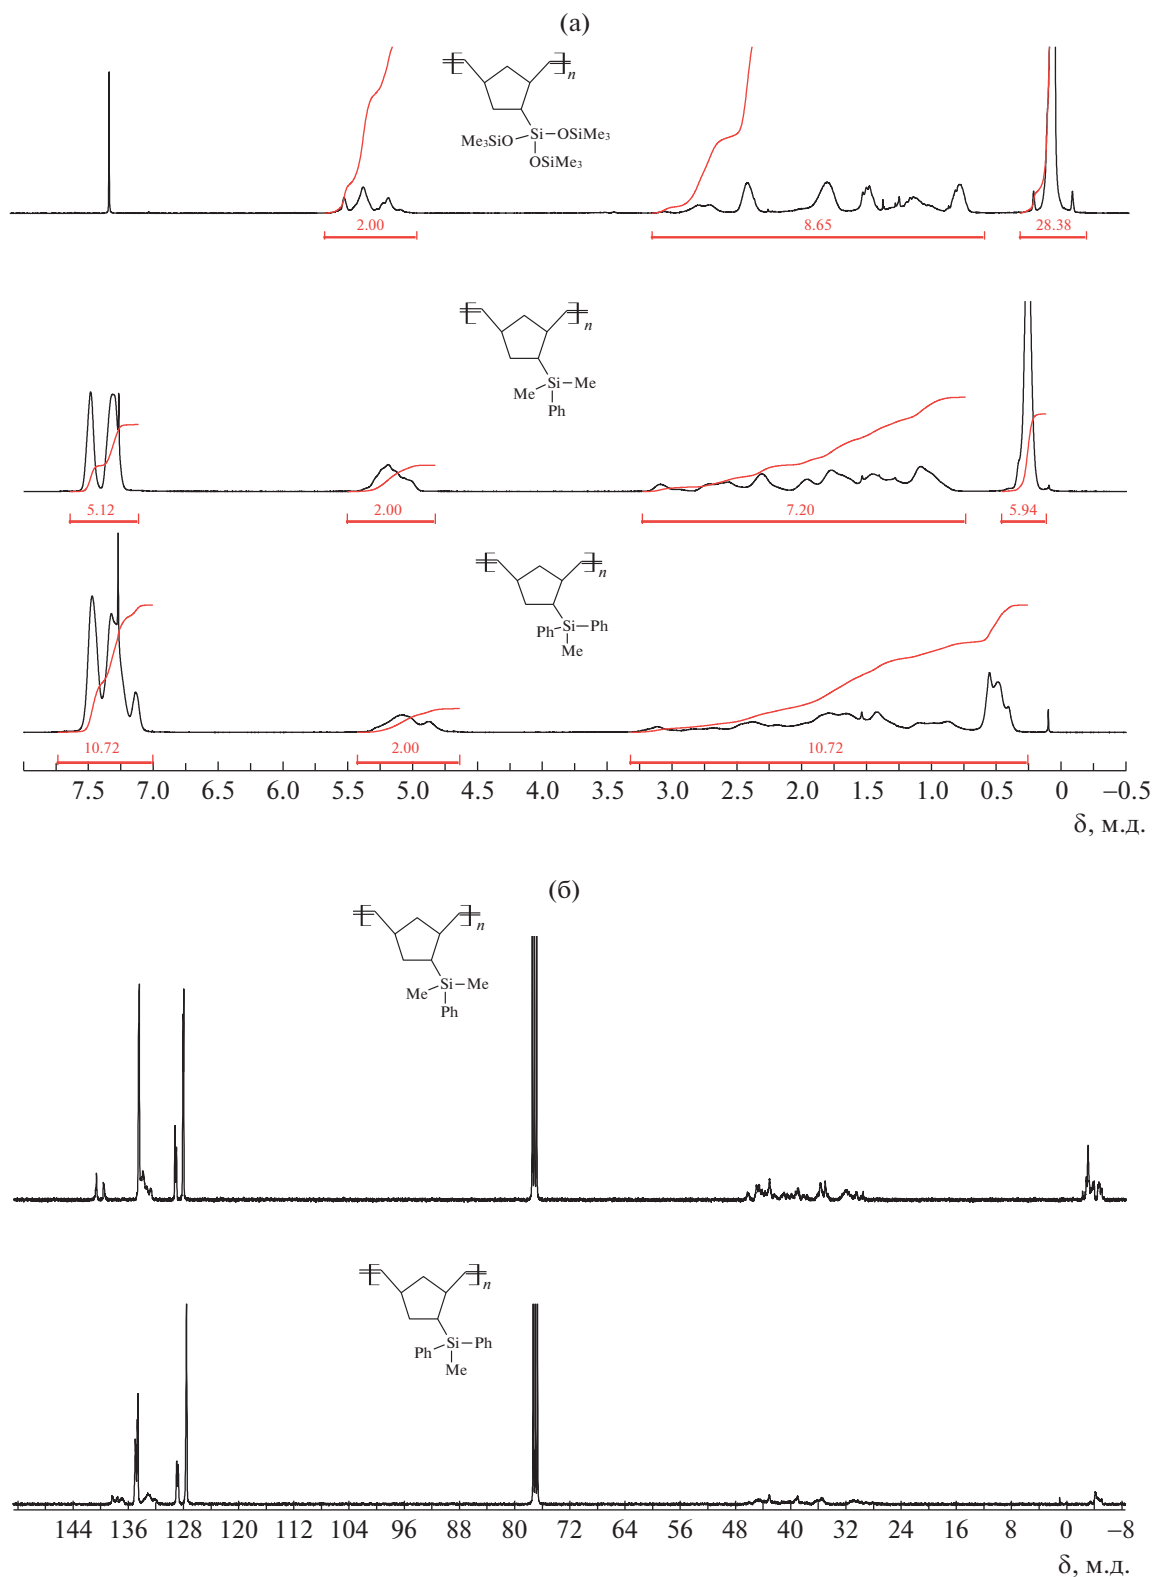 (а)
n
Me₃SiO Si OSiMe₃
OSiMe₃
2.00 8.65 28.38
n
Me Si Me
Ph
5.12 2.00 7.20 5.94
n
Ph Si Ph
Me
10.72 2.00 10.72
7.5 7.0 6.5 6.0 5.5 5.0 4.5 4.0 3.5 3.0 2.5 2.0 1.5 1.0 0.5 0 −0.5
δ, м.д.
(б)
n
Me Si Me
Ph
n
Ph Si Ph
Me
144 136 128 120 112 104 96 88 80 72 64 56 48 40 32 24 16 8 0 −8
δ, м.д.